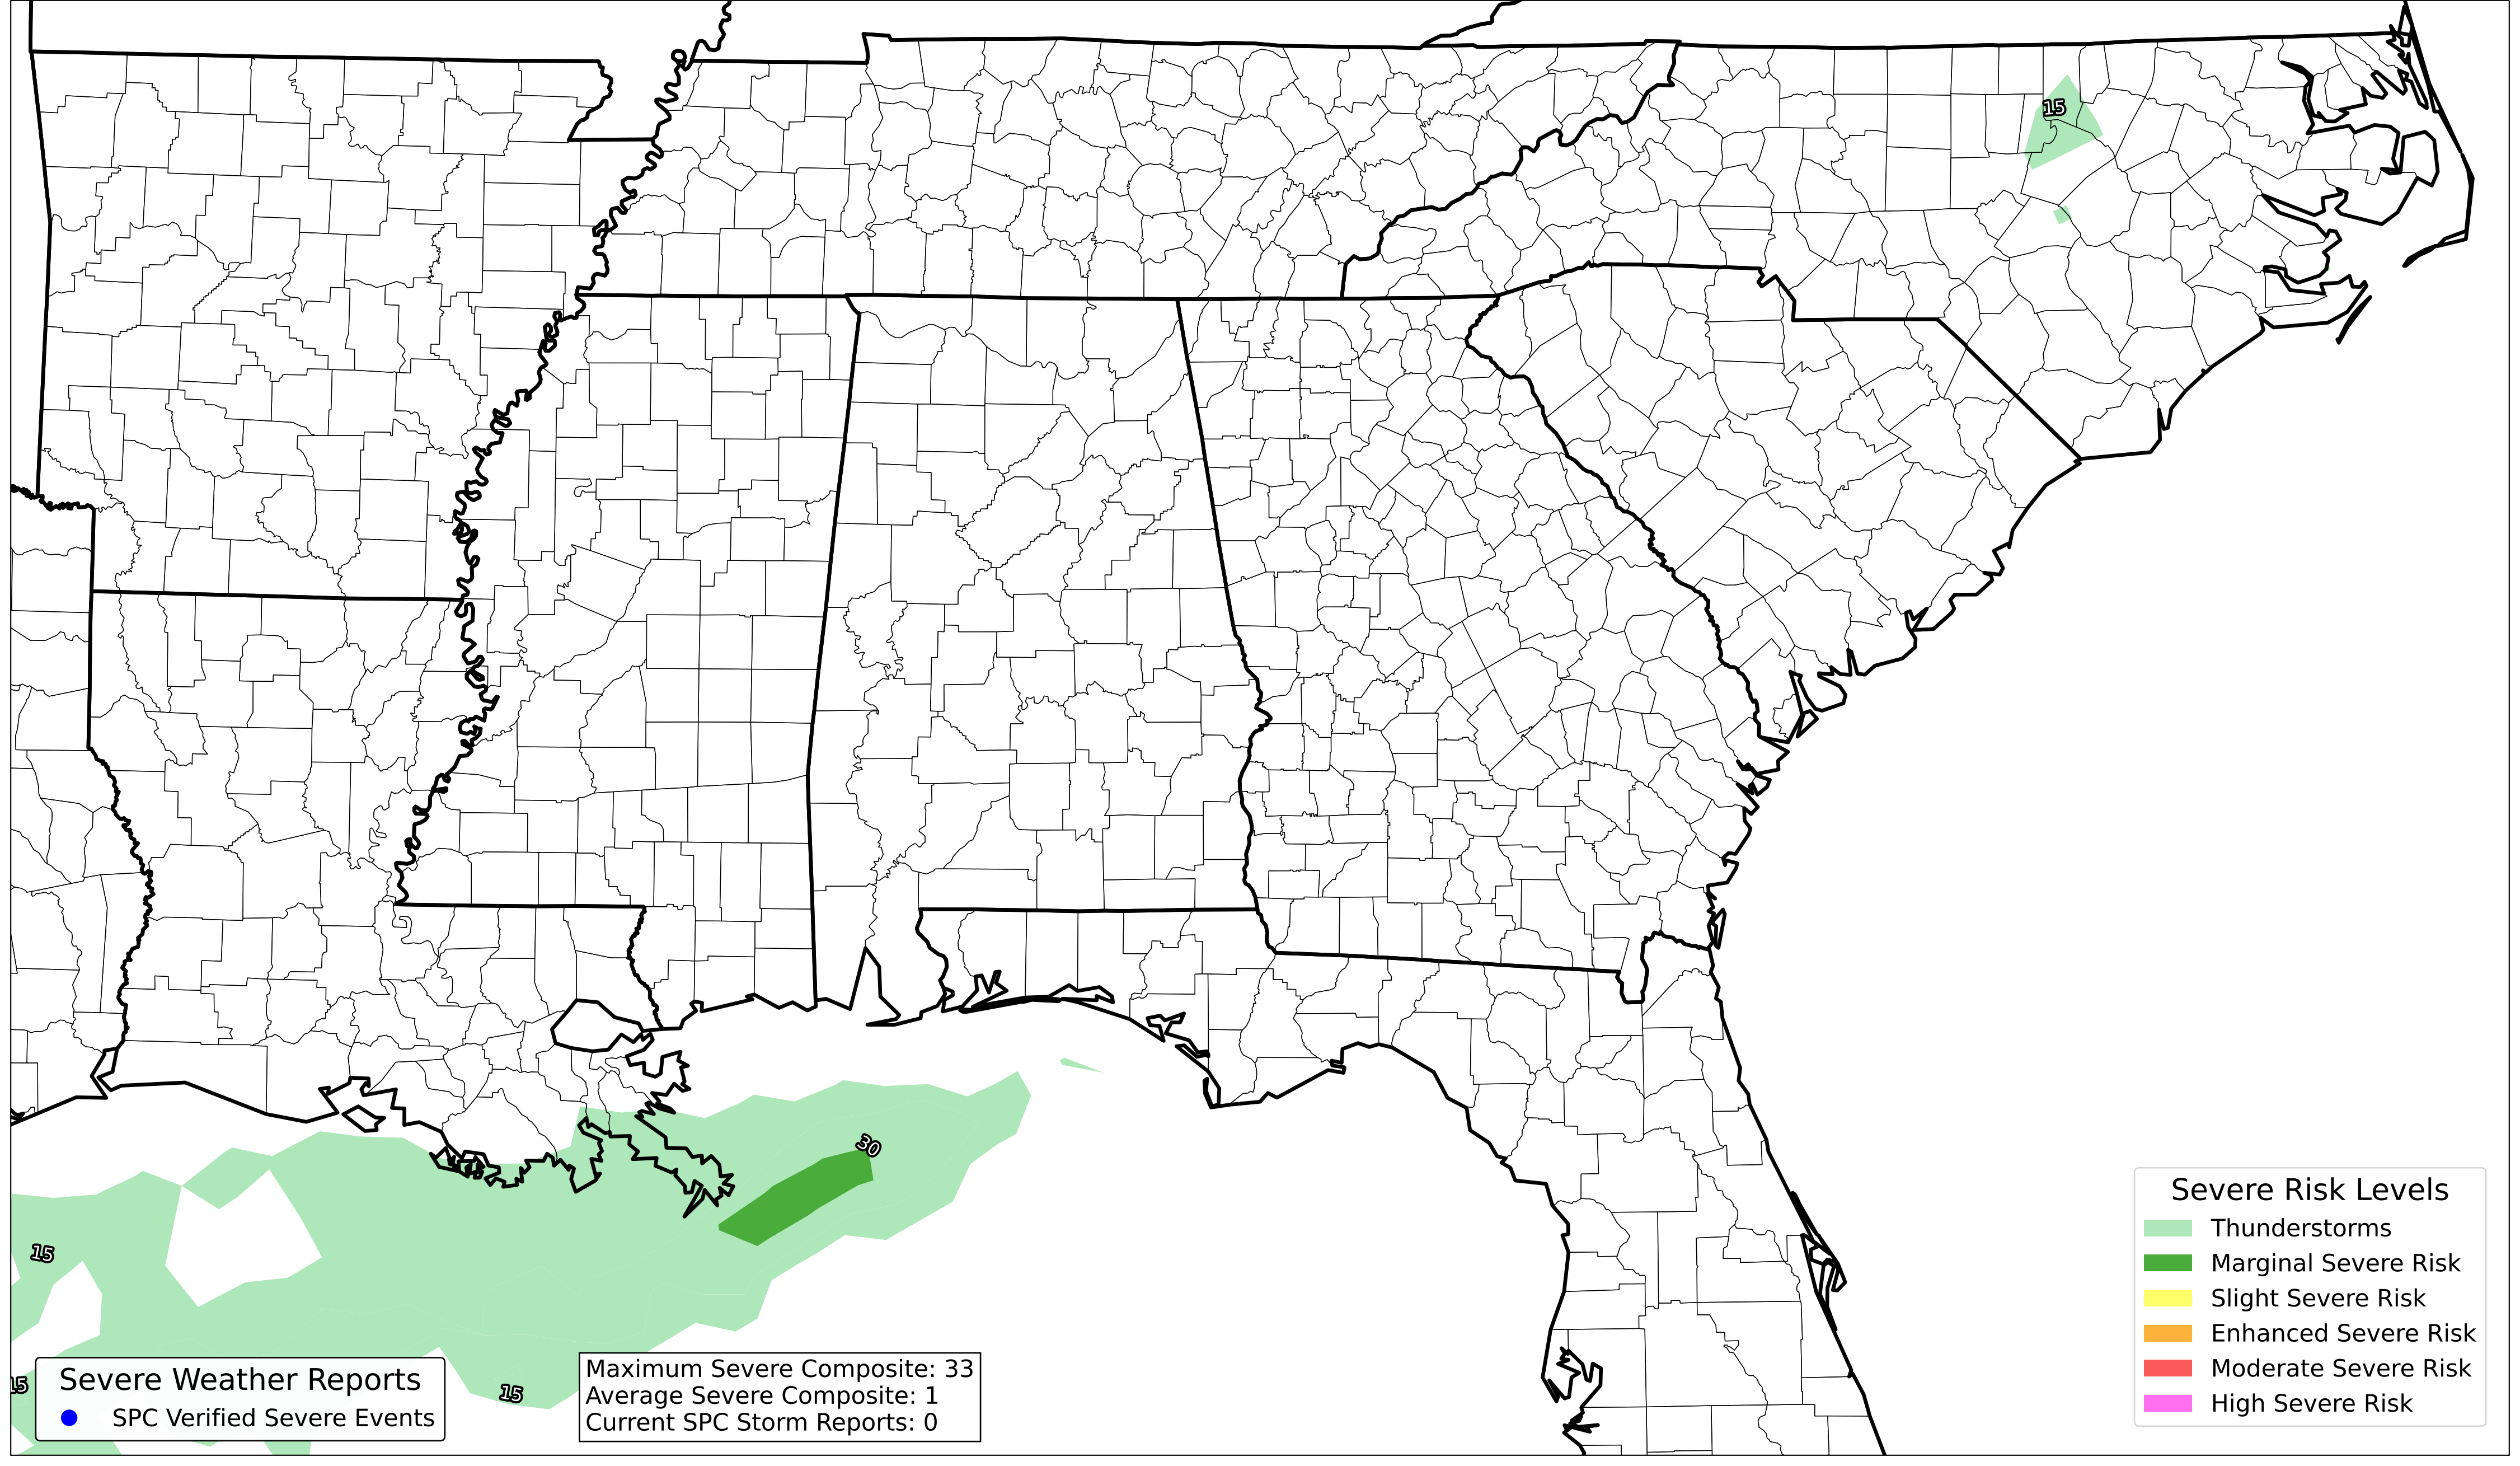 15
30
15
15
15
Severe Weather Reports
SPC Verified Severe Events
Maximum Severe Composite: 33
Average Severe Composite: 1
Current SPC Storm Reports: 0
Severe Risk Levels
Thunderstorms
Marginal Severe Risk
Slight Severe Risk
Enhanced Severe Risk
Moderate Severe Risk
High Severe Risk